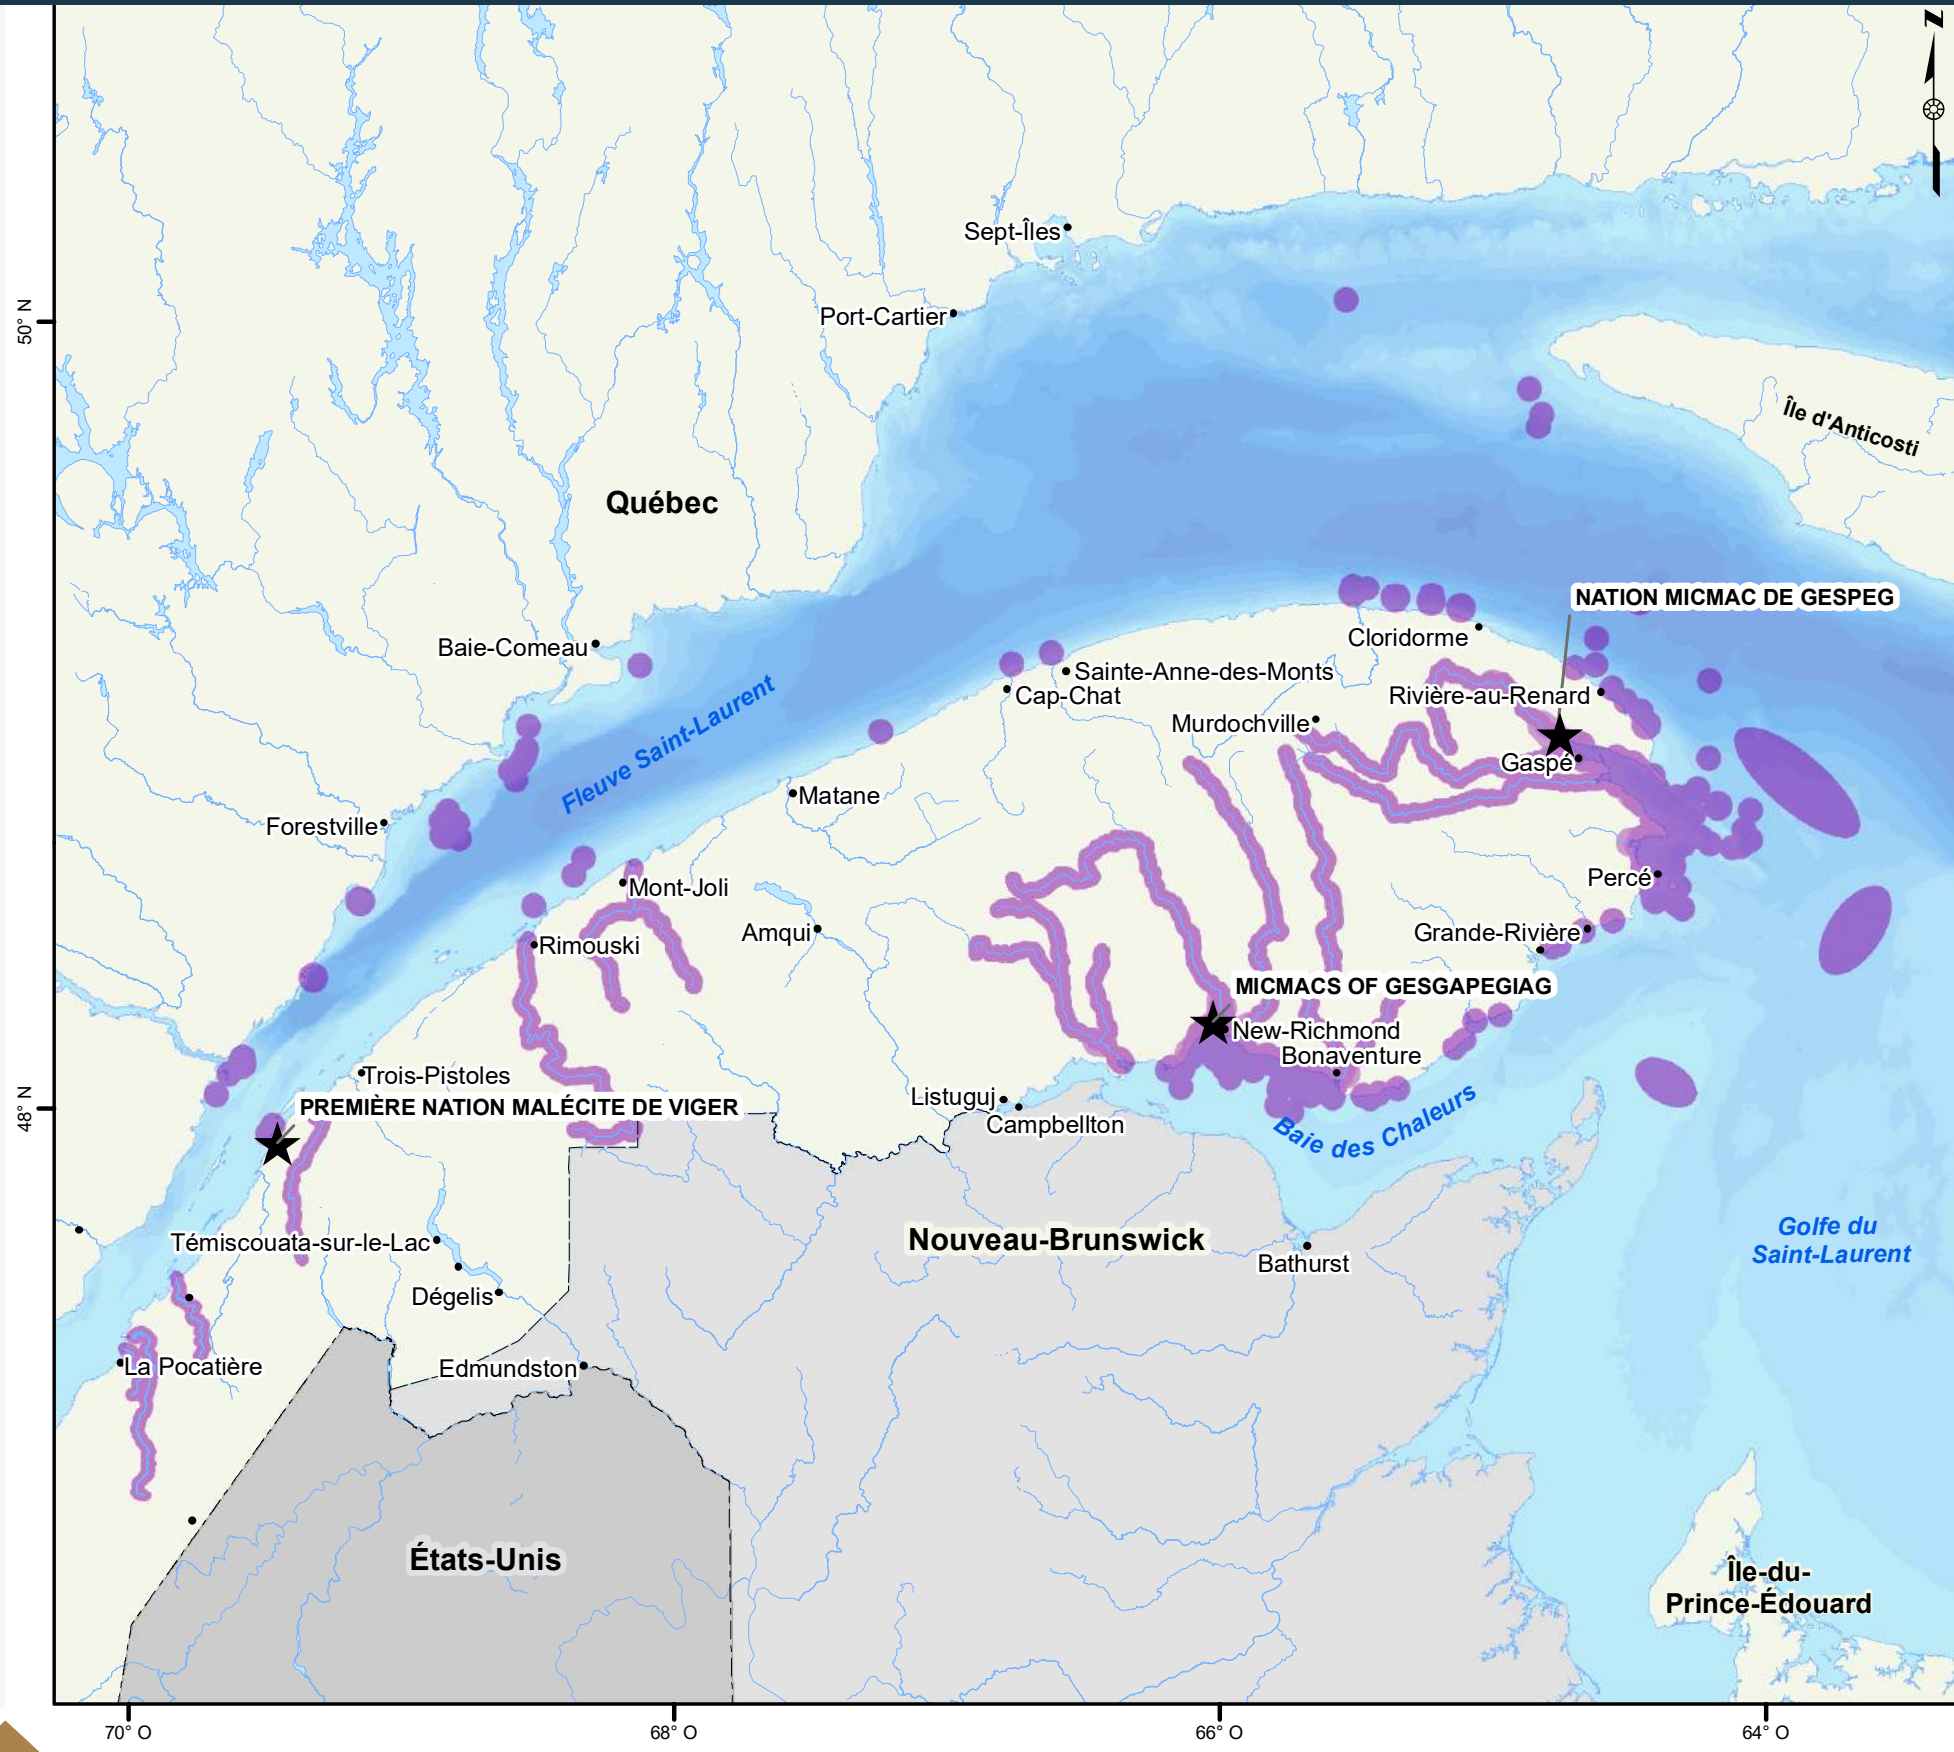 N
Sept-Îles
Port-Cartier
50° N
Île d'Anticosti
Québec
NATION MICMAC DE GESPEG
Baie-Comeau
Cloridorme
Sainte-Anne-des-Monts
Cap-Chat
Rivière-au-Renard
Murdochville
Fleuve Saint-Laurent
Gaspé
Matane
Forestville
Mont-Joli
Percé
Amqui
Grande-Rivière
Rimouski
MICMACS OF GESGAPEGIAG
New-Richmond
Bonaventure
Trois-Pistoles
Listuguj
48° N
PREMIÈRE NATION MALÉCITE DE VIGER
Campbellton
Baie des Chaleurs
Témiscouata-sur-le-Lac
Nouveau-Brunswick
Golfe du
Saint-Laurent
Bathurst
Dégelis
La Pocatière
Edmundston
États-Unis
Île-du-
Prince-Édouard
70° O
68° O
66° O
64° O